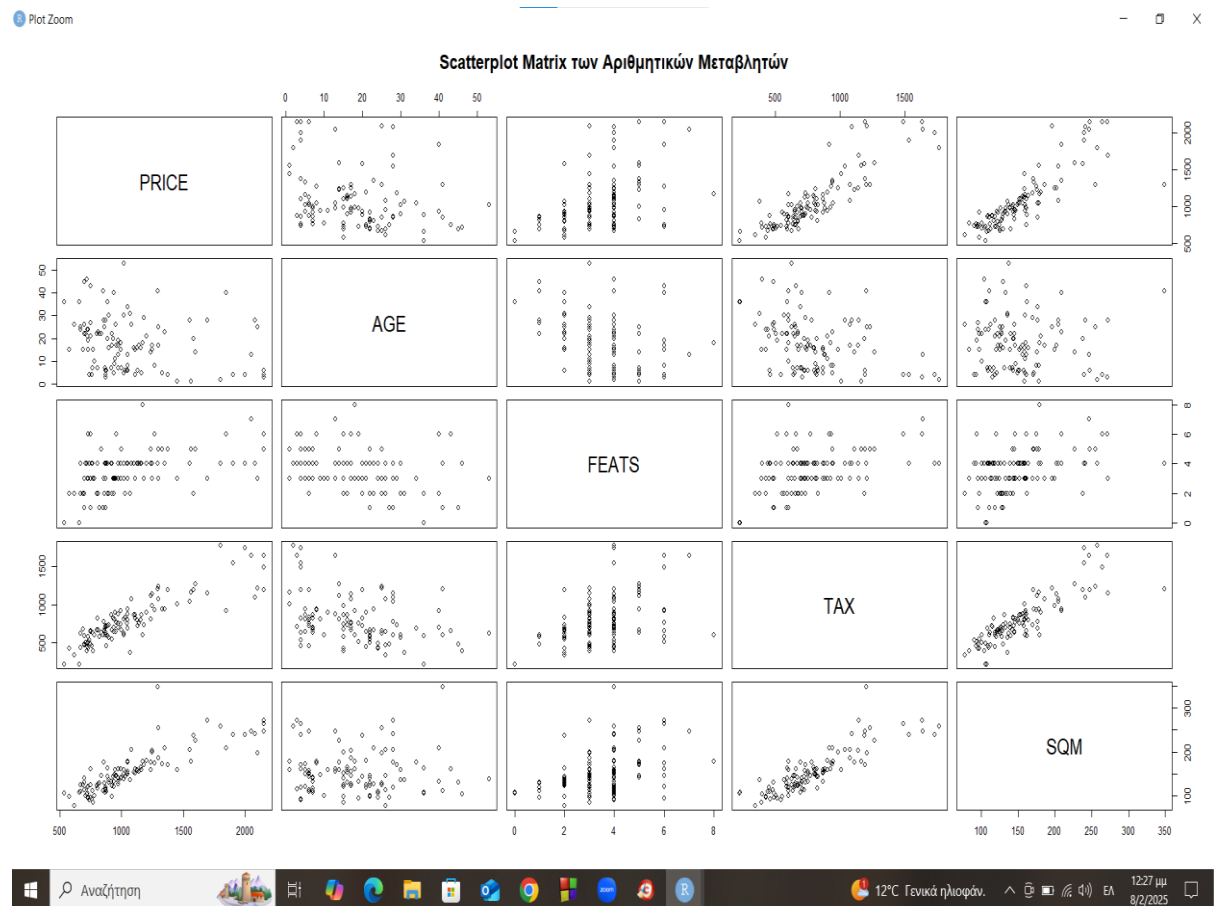 Plot Zoom
Scatterplot Matrix των Αριθμητικών Μεταβλητών
0 10 20 30 40 50
500 1000 1500
PRICE
500 1000 1500 2000
0 10 20 30 40 50
AGE
FEATS
0 2 4 6 8
500 1000 1500
TAX
SQM
100 200 300
500 1000 1500 2000
0 2 4 6 8
100 150 200 250 300 350
Αναζήτηση
zoom
12°C Γενικά ηλιοφάν.
ΕΛ
12:27 μμ
8/2/2025